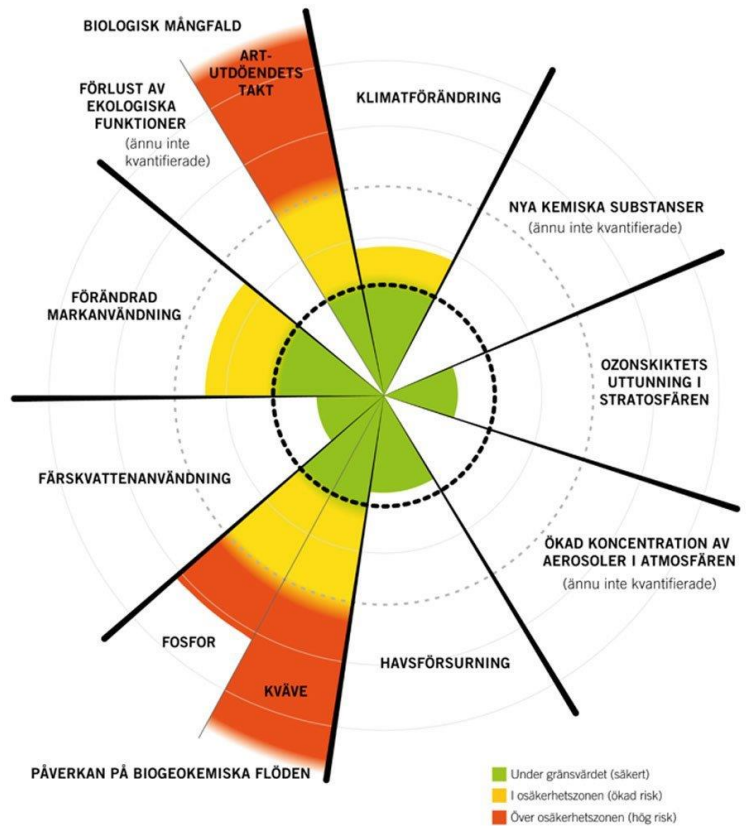 BIOLOGISK MÅNGFALD
ART-
UTDÖENDETS
TAKT
FÖRLUST AV
EKOLOGISKA
FUNKTIONER
(ännu inte
kvantifierade)
KLIMATFÖRÄNDRING
NYA KEMISKA SUBSTANSER
(ännu inte kvantifierade)
FÖRÄNDRAD
MARKANVÄNDNING
OZONSKIKTETS
UTTUNNING I
STRATOSFÄREN
FÄRSKVATTENANVÄNDNING
ÖKAD KONCENTRATION AV
AEROSOLER I ATMOSFÄREN
(ännu inte kvantifierade)
FOSFOR
HAVSFÖRSURNING
KVÄVE
PÅVERKAN PÅ BIOGEOKEMISKA FLÖDEN
Under gränsvärdet (säkert)
I osäkerhetszonen (ökad risk)
Över osäkerhetszonen (hög risk)